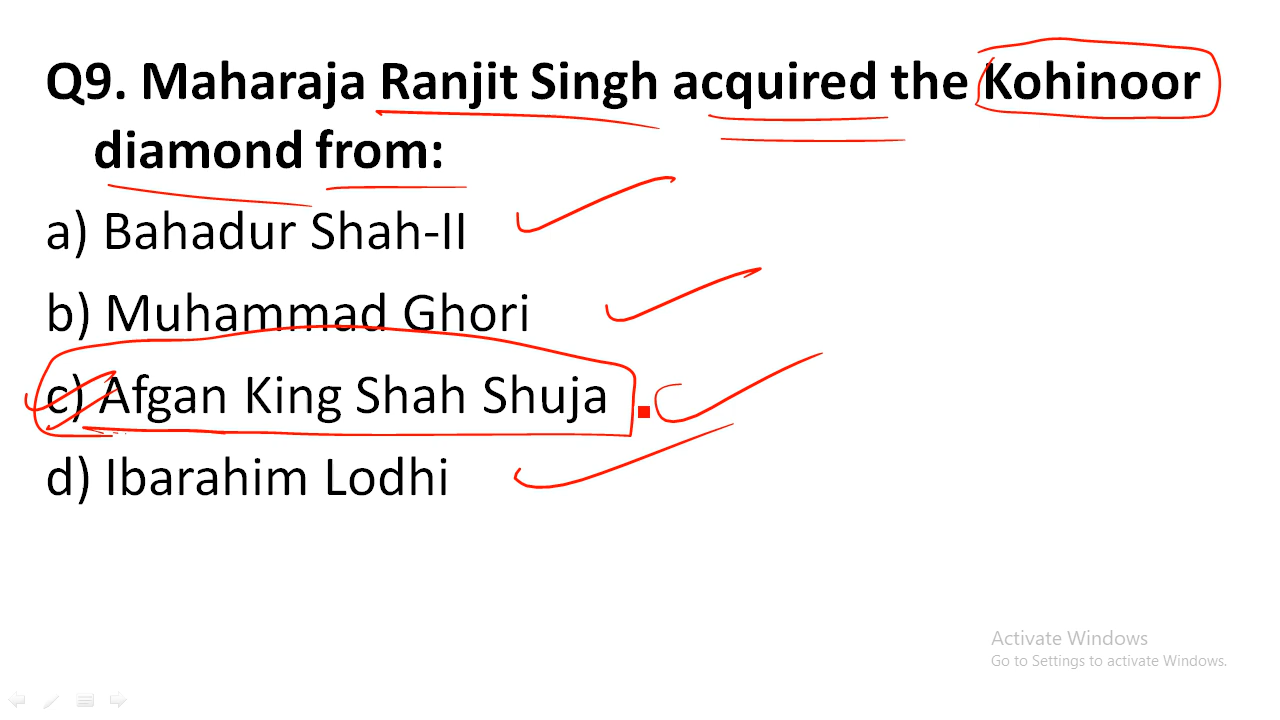 Q9. Maharaja Ranjit Singh acquired the Kohinoor
diamond from:
a) Bahadur Shah-II
b) Muhammad Ghori
c) Afgan King Shah Shuja
d) Ibarahim Lodhi
Activate Windows
Go to Settings to activate Windows.